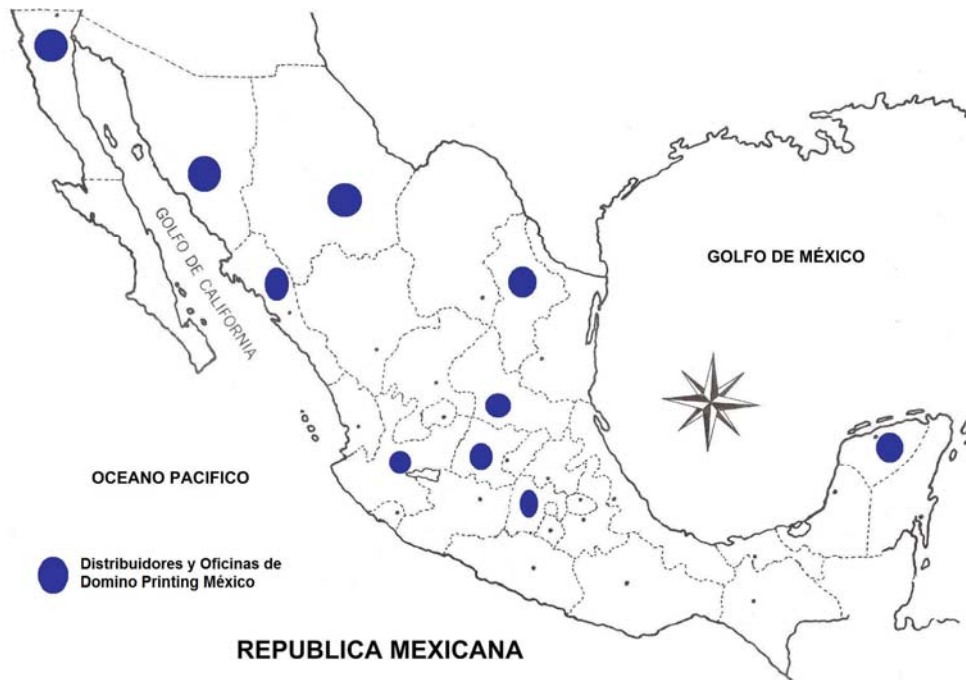 GOLFO DE CALIFORNIA
GOLFO DE MÉXICO
OCEANO PACIFICO
Distribuidores y Oficinas de
Domino Printing México
REPUBLICA MEXICANA